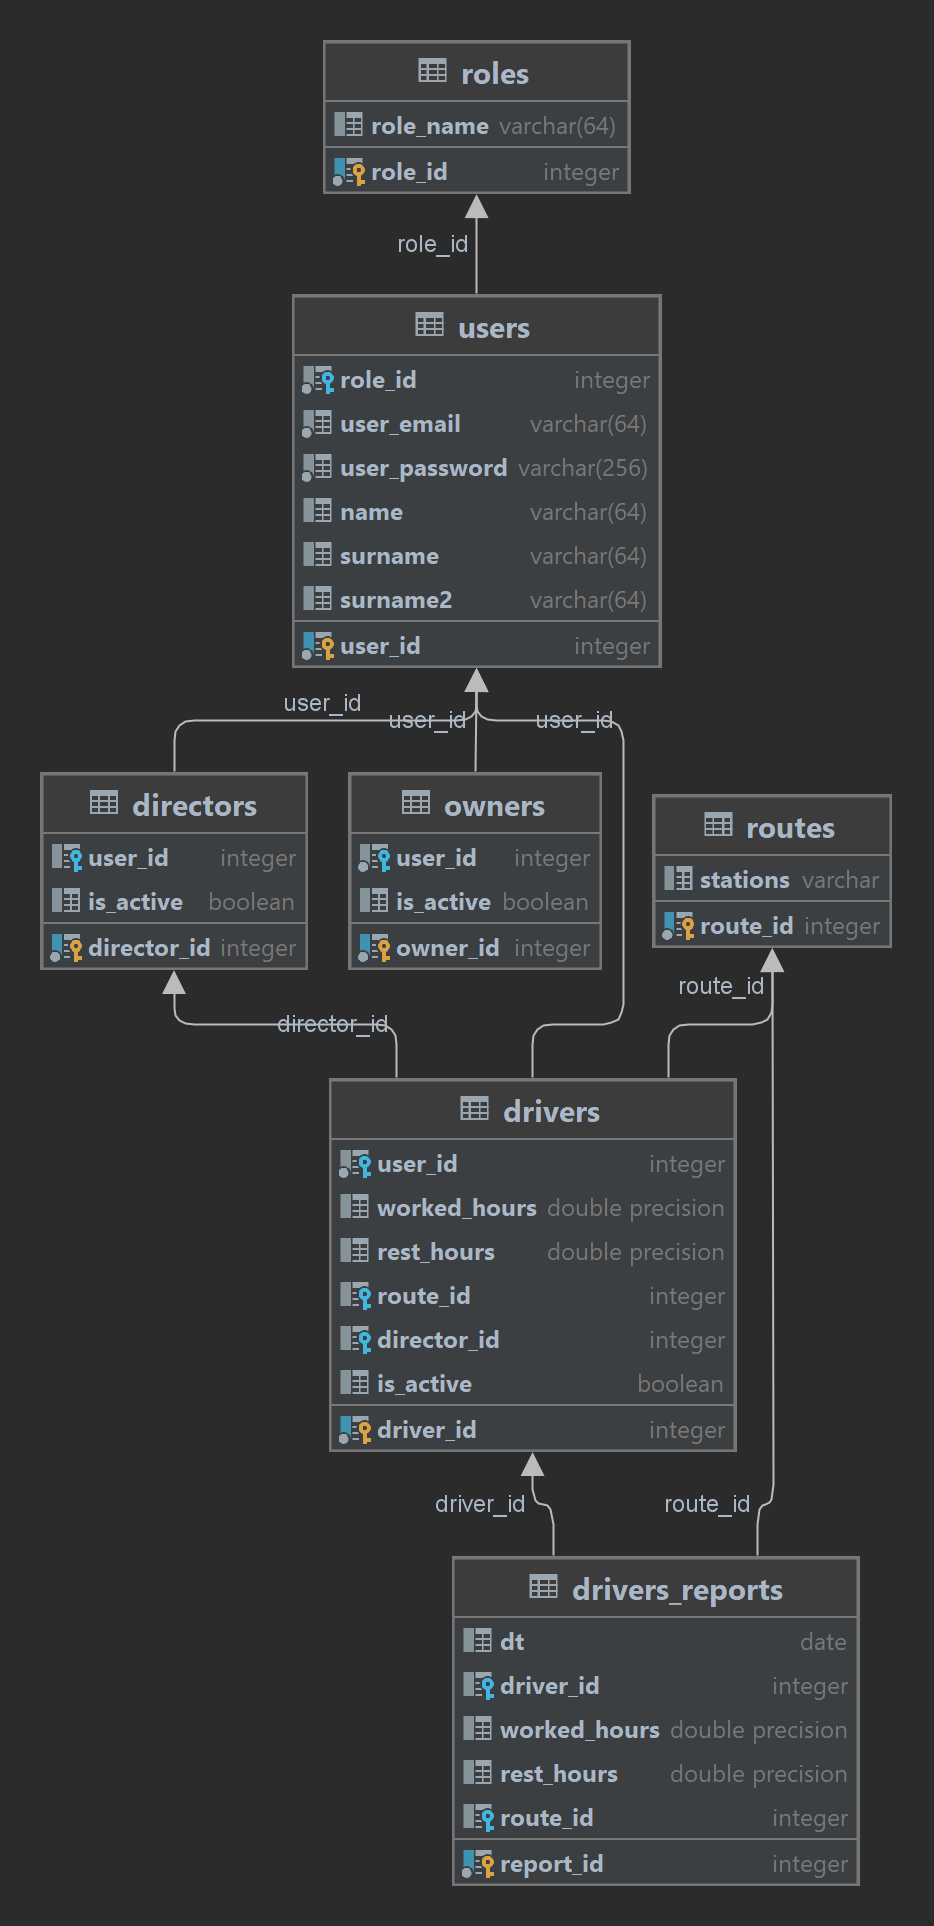 roles
role_name varchar(64)
role_id integer
role_id
users
role_id integer
user_email varchar(64)
user_password varchar(256)
name varchar(64)
surname varchar(64)
surname2 varchar(64)
user_id integer
user_id
user_id
user_id
directors
user_id integer
is_active boolean
director_id integer
owners
user_id integer
is_active boolean
owner_id integer
routes
stations varchar
route_id integer
route_id
director_id
drivers
user_id integer
worked_hours double precision
rest_hours double precision
route_id integer
director_id integer
is_active boolean
driver_id integer
driver_id
route_id
drivers_reports
dt date
driver_id integer
worked_hours double precision
rest_hours double precision
route_id integer
report_id integer